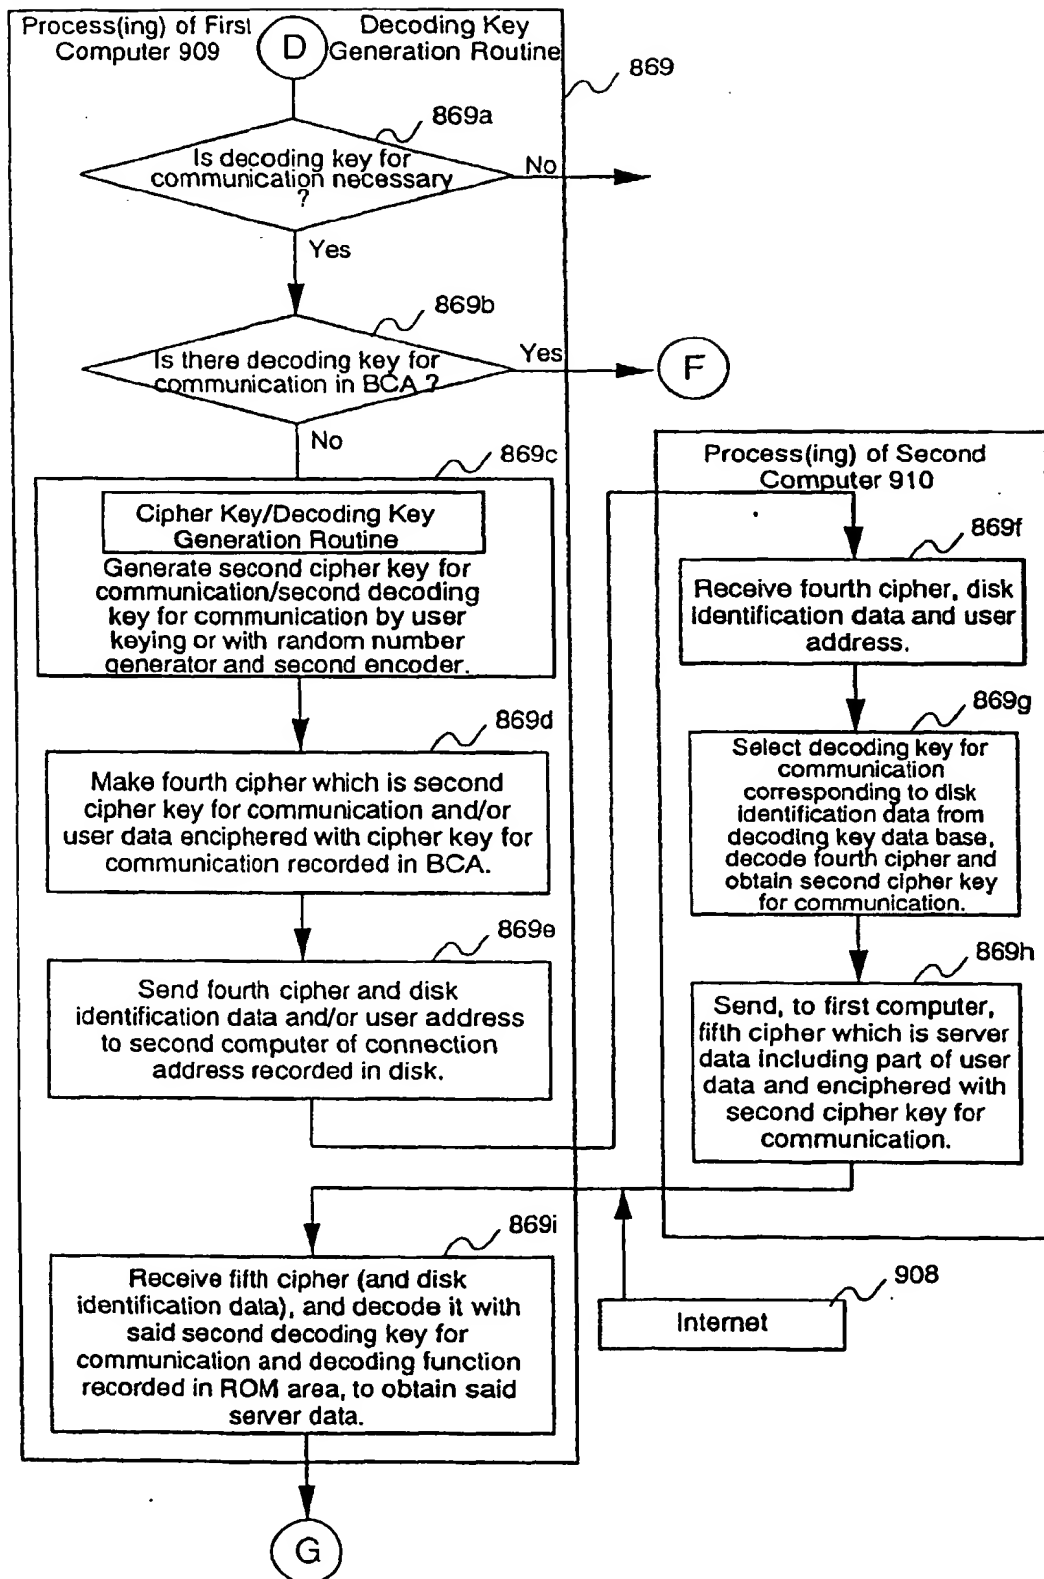 Process(ing) of First
Computer 909
D
Decoding Key
Generation Routine
869
869a
Is decoding key for
communication necessary
?
No
Yes
869b
Is there decoding key for
communication in BCA ?
Yes
F
No
869c
Cipher Key/Decoding Key
Generation Routine
Generate second cipher key for
communication/second decoding
key for communication by user
keying or with random number
generator and second encoder.
869d
Make fourth cipher which is second
cipher key for communication and/or
user data enciphered with cipher key for
communication recorded in BCA.
869e
Send fourth cipher and disk
identification data and/or user address
to second computer of connection
address recorded in disk.
Process(ing) of Second
Computer 910
869f
Receive fourth cipher, disk
identification data and user
address.
869g
Select decoding key for
communication
corresponding to disk
identification data from
decoding key data base,
decode fourth cipher and
obtain second cipher key
for communication.
869h
Send, to first computer,
fifth cipher which is server
data including part of user
data and enciphered with
second cipher key for
communication.
869i
Receive fifth cipher (and disk
identification data), and decode it with
said second decoding key for
communication and decoding function
recorded in ROM area, to obtain said
server data.
908
Internet
G